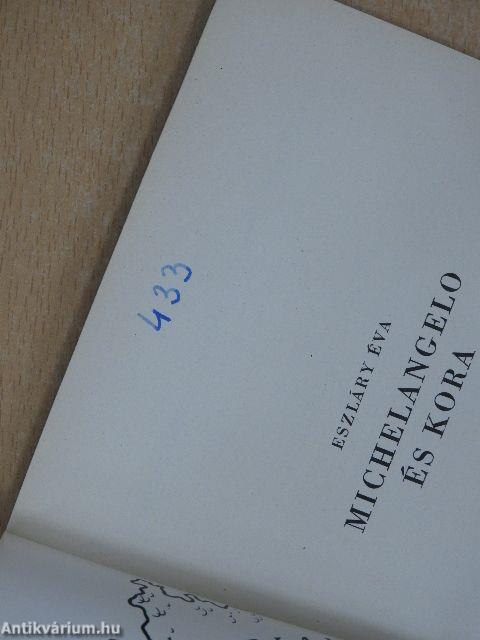 433
ESZLÁRY ÉVA
MICHELANGELO
ÉS KORA
Antikvárium.hu